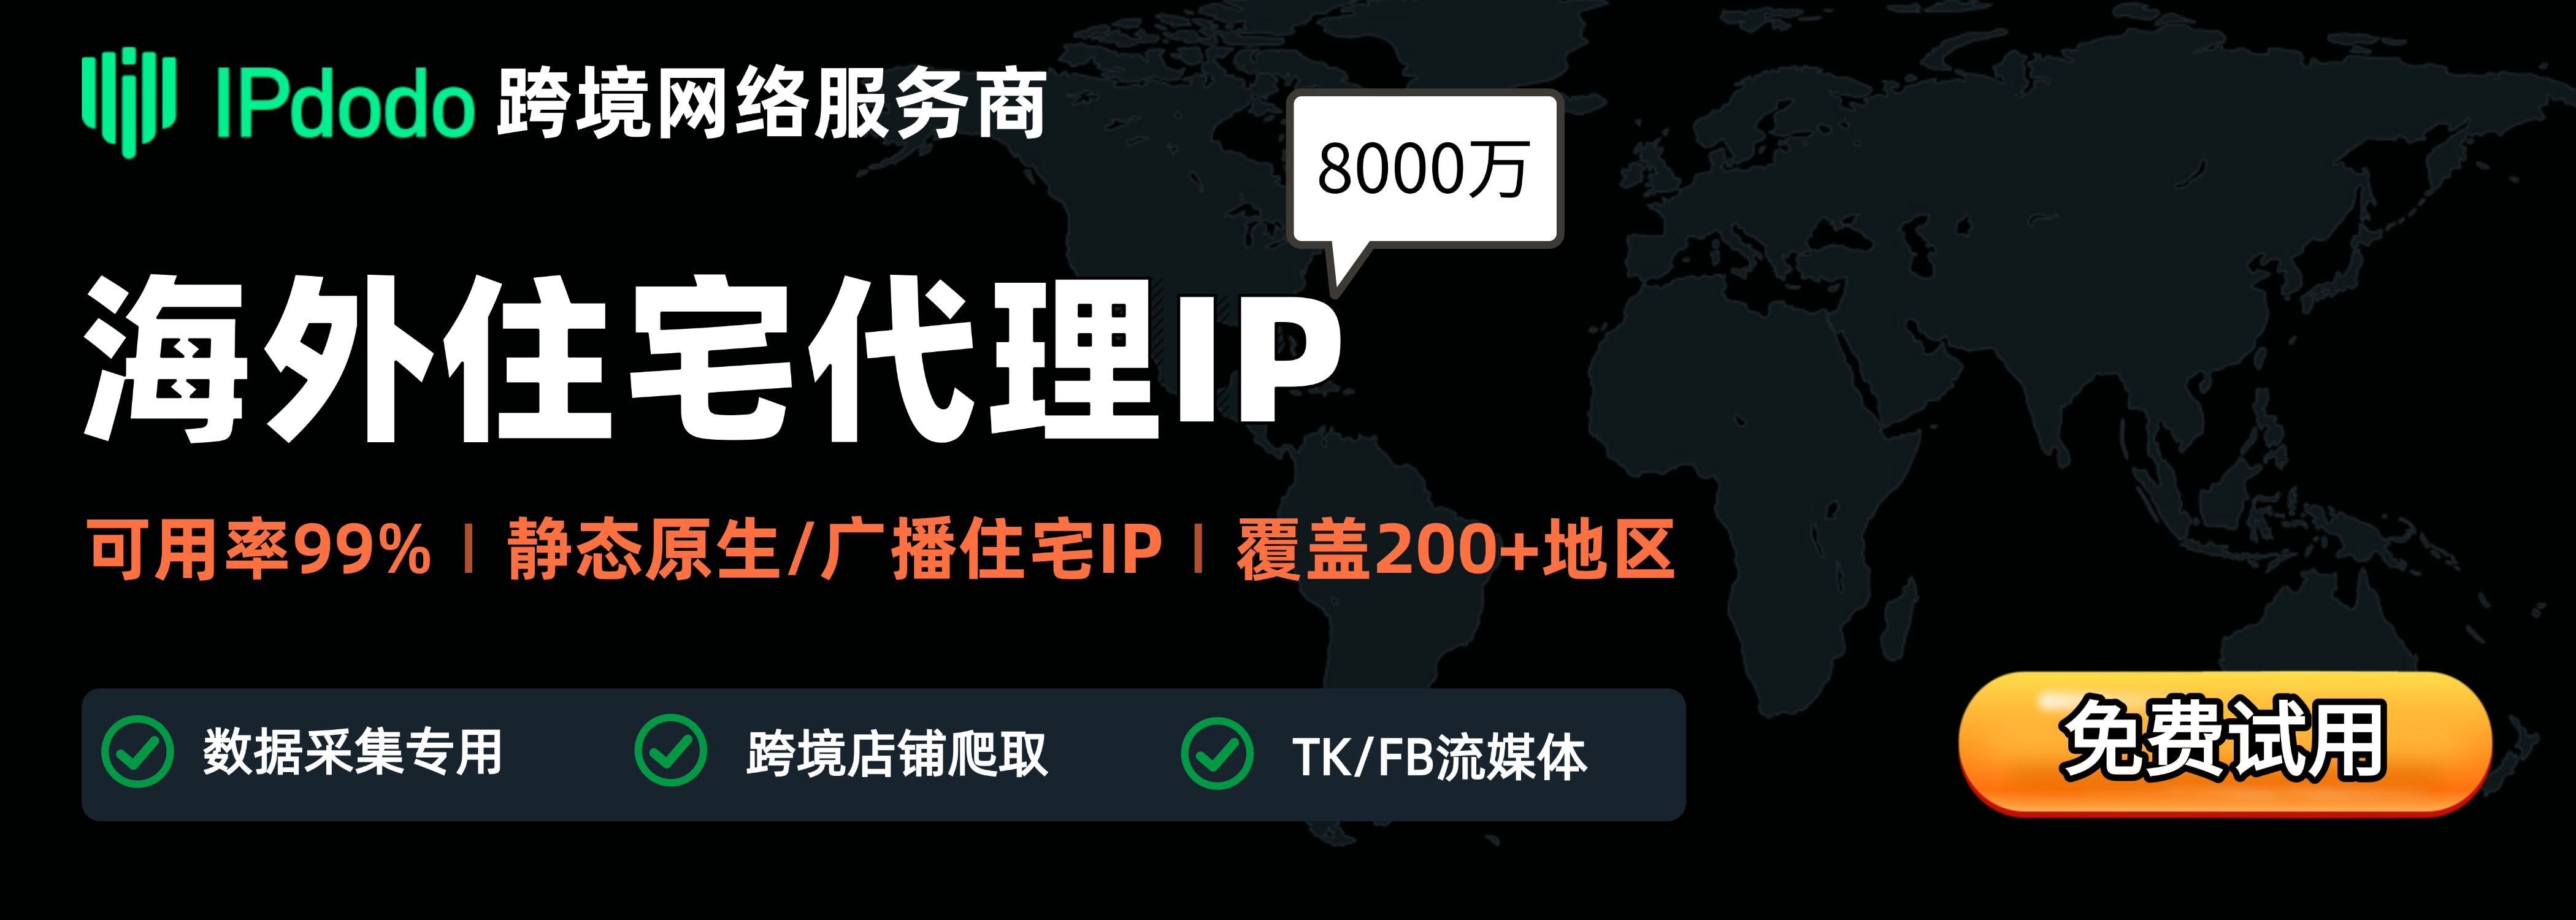 IPdodo 跨境网络服务商
8000万
海外住宅代理IP
可用率99% | 静态原生/广播住宅IP | 覆盖200+地区
数据采集专用
跨境店铺爬取
TK/FB流媒体
免费试用